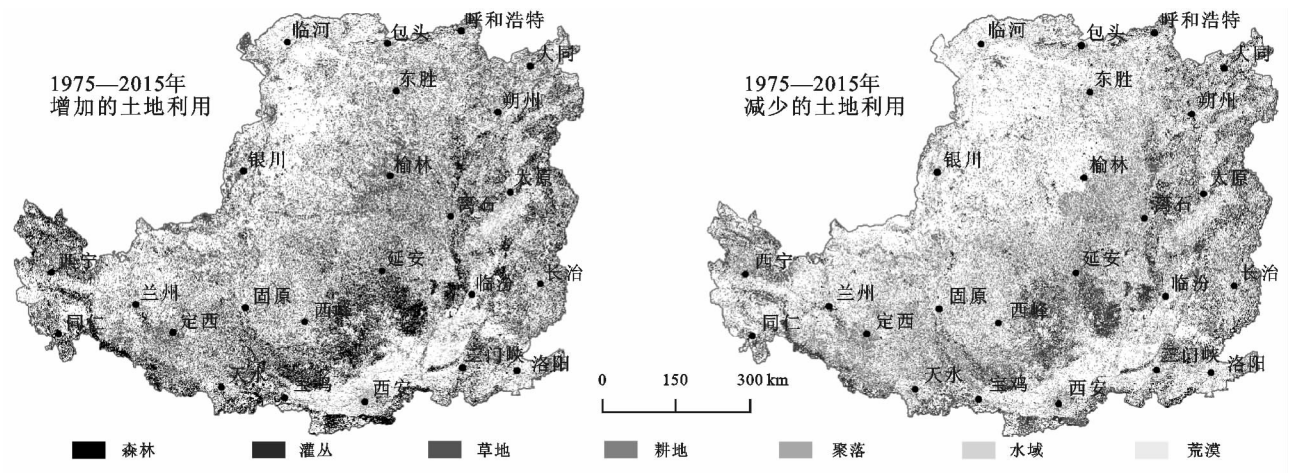 呼和浩特
临河
包头
大同
1975—2015年
增加的土地利用
东胜
朔州
银川
榆林
太原
离石
西宁
延安
临汾
长治
兰州
固原
同仁
定西
西峰
三门峡
洛阳
天水
宝鸡
西安
呼和浩特
临河
包头
大同
1975—2015年
减少的土地利用
东胜
朔州
银川
榆林
太原
离石
西宁
延安
临汾
长治
兰州
固原
同仁
定西
西峰
三门峡
洛阳
天水
宝鸡
西安
0 150 300 km
森林 灌丛 草地 耕地 聚落 水域 荒漠